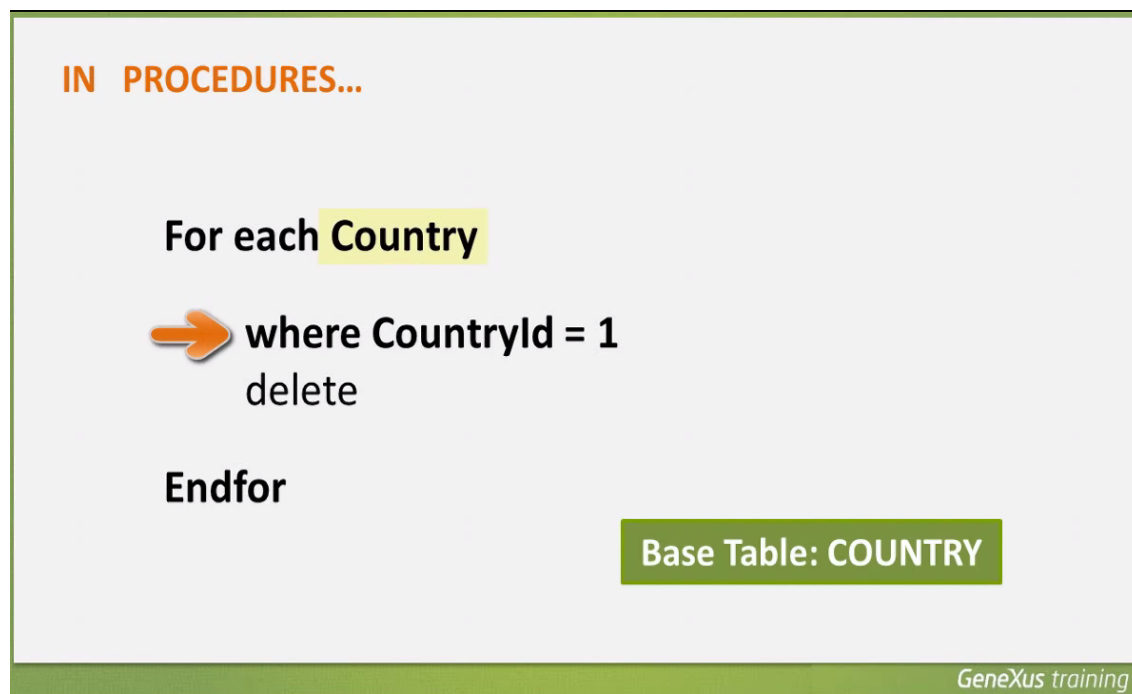 IN PROCEDURES...
For each Country
where CountryId = 1
delete
Endfor
Base Table: COUNTRY
GeneXus training